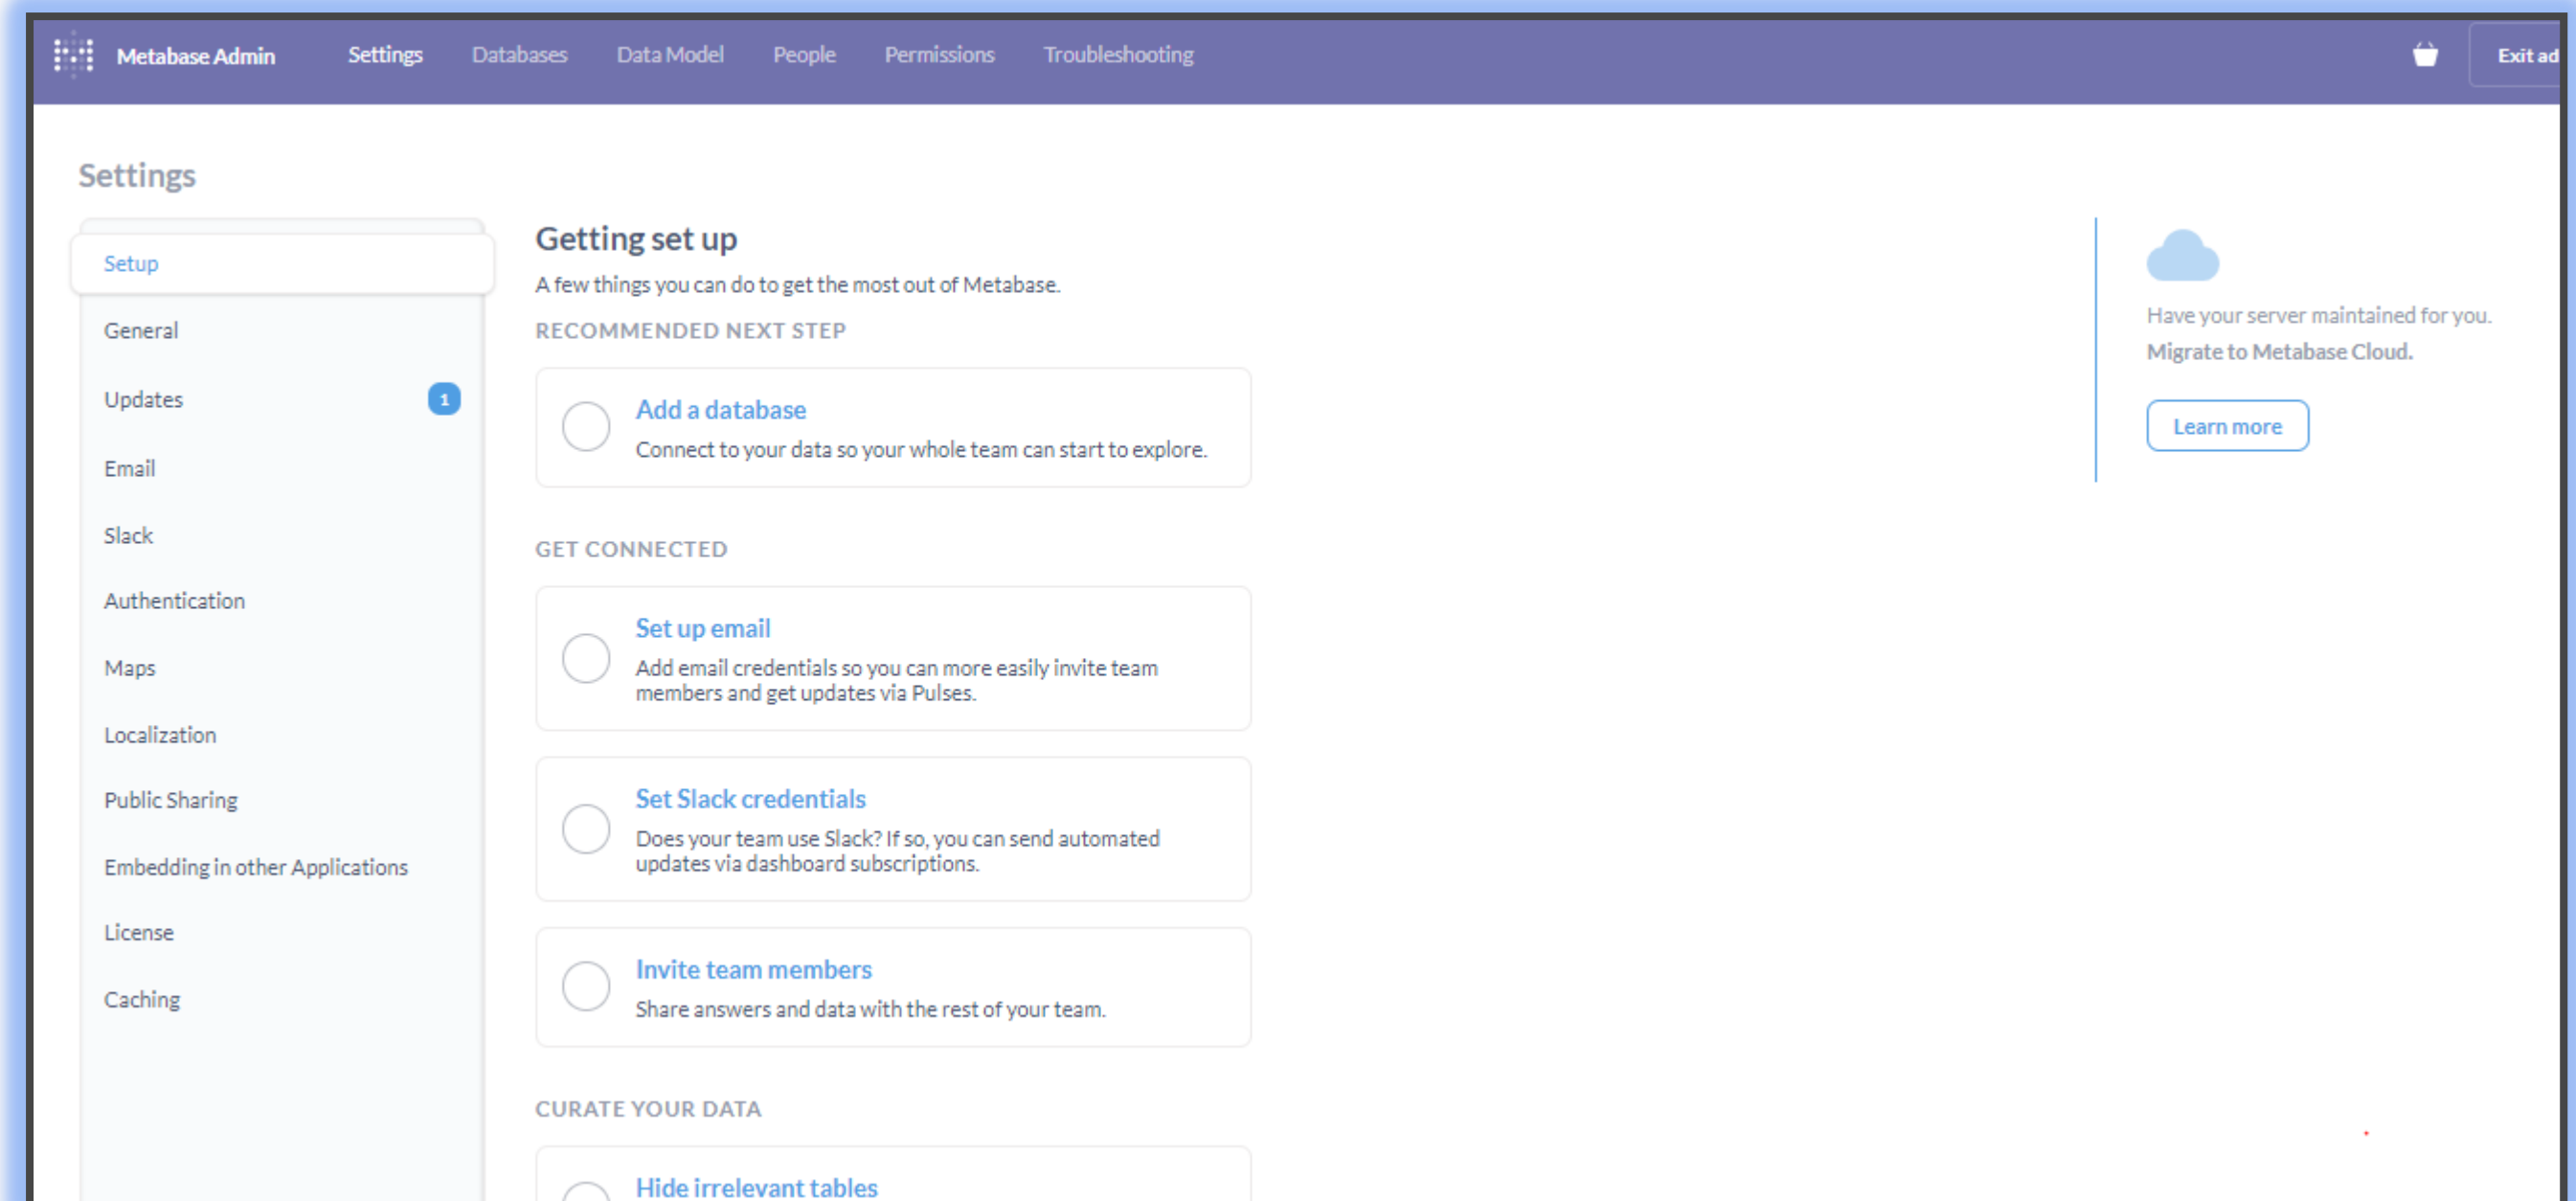 Metabase Admin Settings Databases Data Model People Permissions Troubleshooting Exit ad
Settings
Setup
General
Updates 1
Email
Slack
Authentication
Maps
Localization
Public Sharing
Embedding in other Applications
License
Caching
Getting set up
A few things you can do to get the most out of Metabase.
RECOMMENDED NEXT STEP
Add a database
Connect to your data so your whole team can start to explore.
GET CONNECTED
Set up email
Add email credentials so you can more easily invite team
members and get updates via Pulses.
Set Slack credentials
Does your team use Slack? If so, you can send automated
updates via dashboard subscriptions.
Invite team members
Share answers and data with the rest of your team.
CURATE YOUR DATA
Hide irrelevant tables
Have your server maintained for you.
Migrate to Metabase Cloud.
Learn more